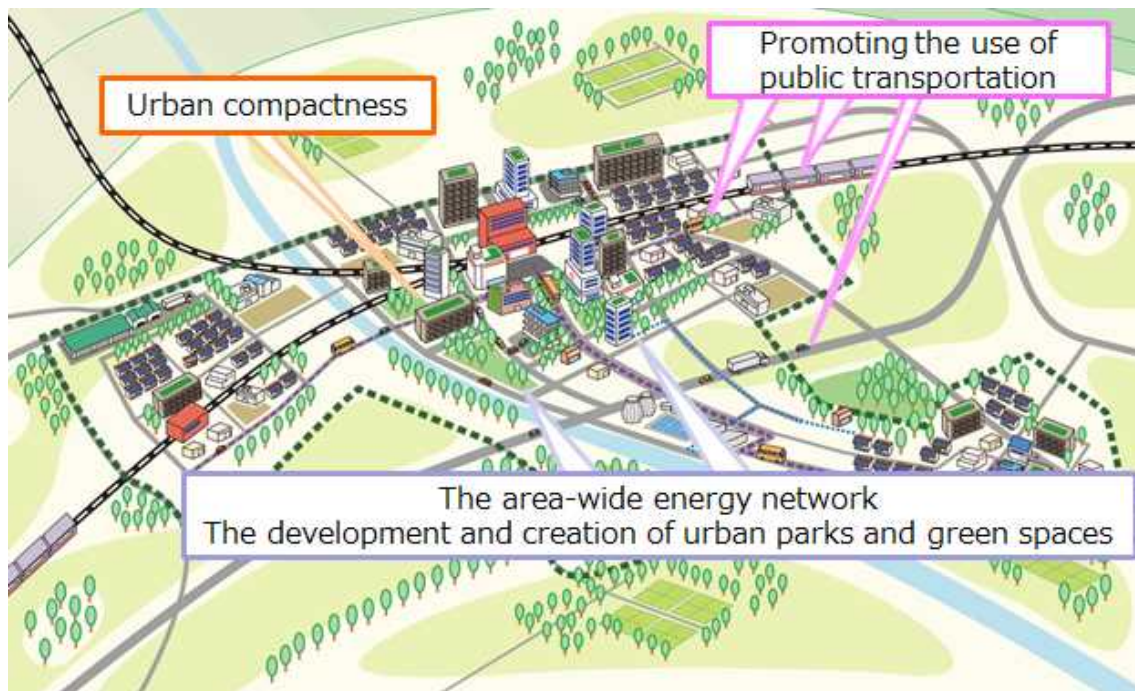 Promoting the use of
public transportation
Urban compactness
The area-wide energy network
The development and creation of urban parks and green spaces